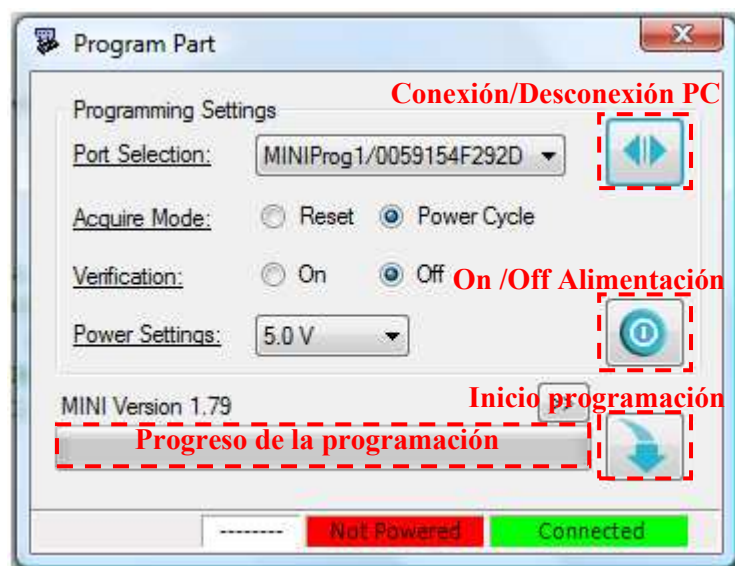 Program Part
Conexión/Desconexión PC
Programming Settings
Port Selection: MINIProg1/0059154F292D
Acquire Mode: Reset Power Cycle
Verification: On Off
On /Off Alimentación
Power Settings: 5.0 V
Inicio programación
MINI Version 1.79 >>
Progreso de la programación
-------- Not Powered Connected